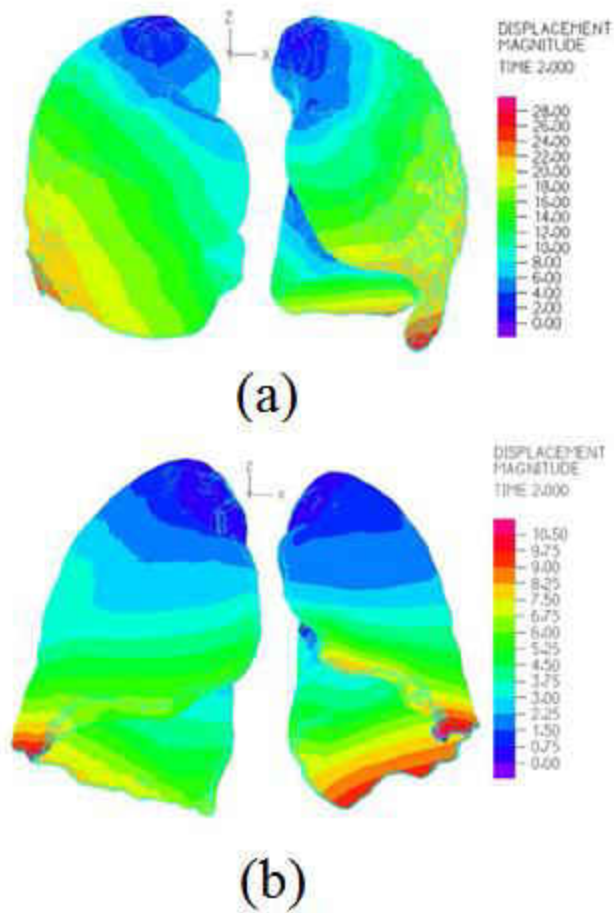 Z
X
DISPLACEMENT
MAGNITUDE
TIME 2.000
28.00
26.00
24.00
22.00
20.00
18.00
16.00
14.00
12.00
10.00
8.00
6.00
4.00
2.00
0.00
(a)
Z
X
DISPLACEMENT
MAGNITUDE
TIME 2.000
10.50
9.75
9.00
8.25
7.50
6.75
6.00
5.25
4.50
3.75
3.00
2.25
1.50
0.75
0.00
(b)